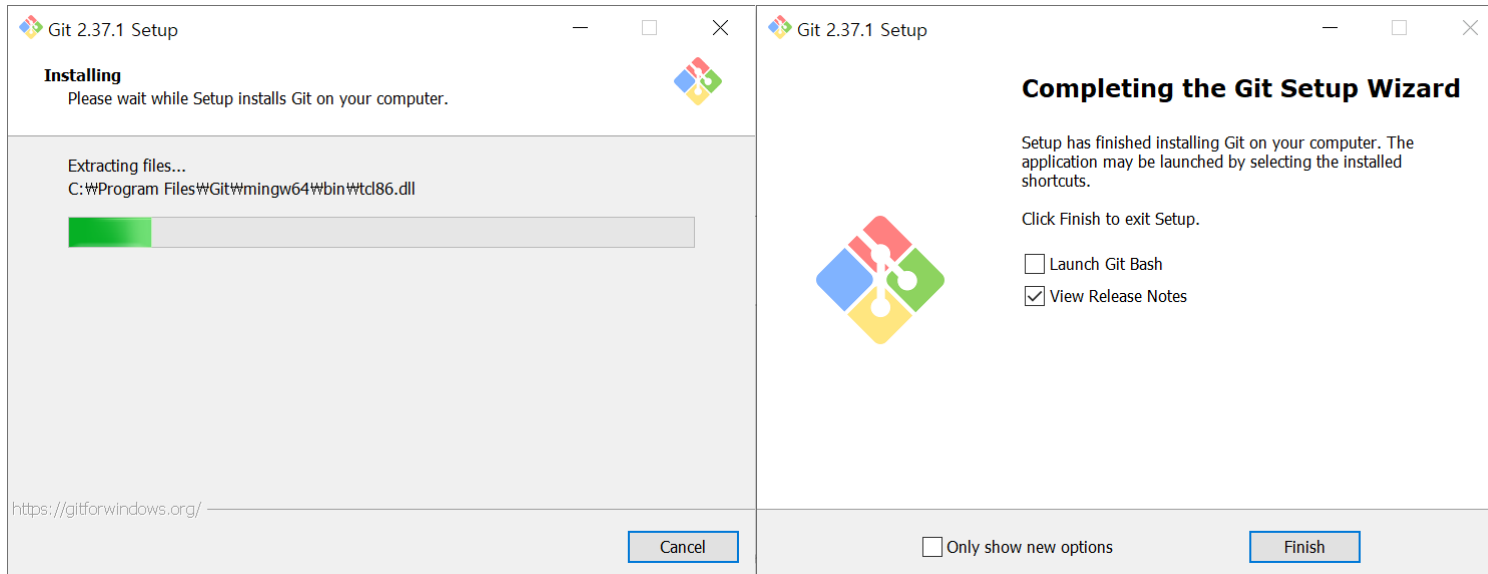 Git 2.37.1 Setup
Installing
Please wait while Setup installs Git on your computer.
Extracting files...
C:₩Program Files₩Git₩mingw64₩bin₩tcl86.dll
https://gitforwindows.org/
Cancel
Git 2.37.1 Setup
Completing the Git Setup Wizard
Setup has finished installing Git on your computer. The
application may be launched by selecting the installed
shortcuts.
Click Finish to exit Setup.
Launch Git Bash
View Release Notes
Only show new options
Finish